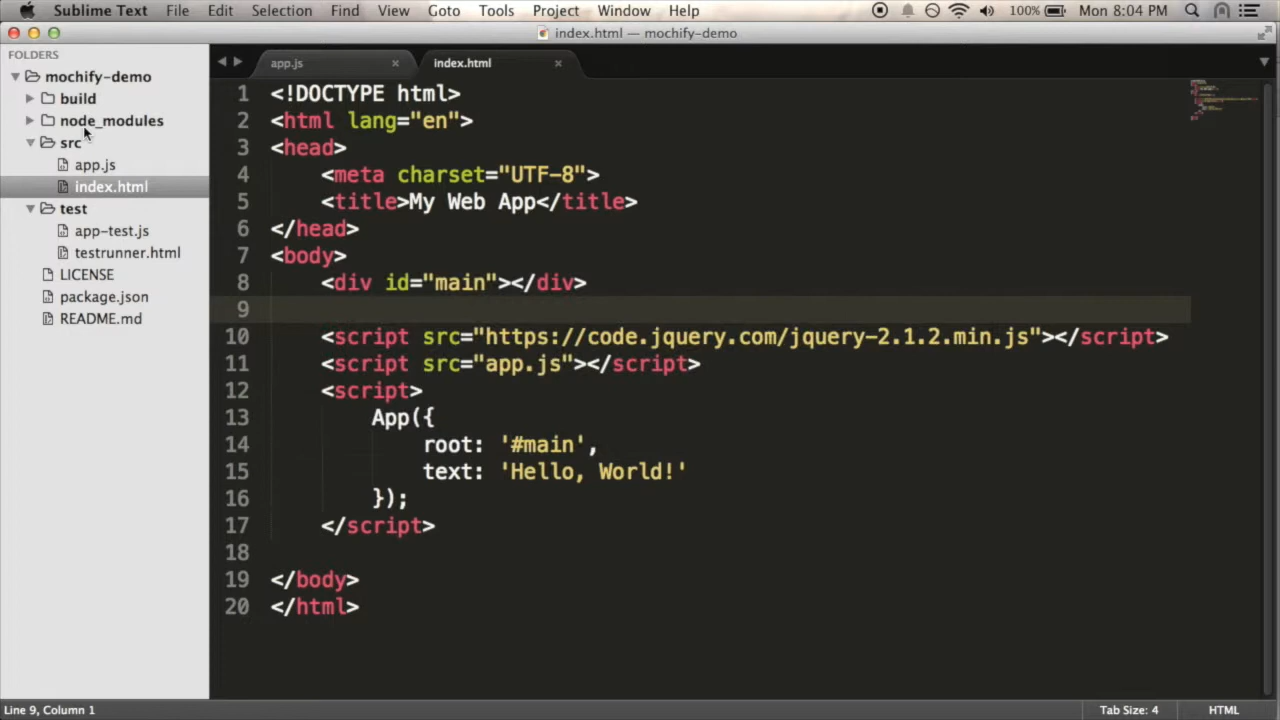 Sublime Text File Edit Selection Find View Goto Tools Project Window Help 100% Mon 8:04 PM
index.html — mochify-demo
FOLDERS
mochify-demo
build
node_modules
src
app.js
index.html
test
app-test.js
testrunner.html
LICENSE
package.json
README.md
app.js index.html
1 <!DOCTYPE html>
2 <html lang="en">
3 <head>
4 <meta charset="UTF-8">
5 <title>My Web App</title>
6 </head>
7 <body>
8 <div id="main"></div>
9
10 <script src="https://code.jquery.com/jquery-2.1.2.min.js"></script>
11 <script src="app.js"></script>
12 <script>
13 App({
14 root: '#main',
15 text: 'Hello, World!'
16 });
17 </script>
18
19 </body>
20 </html>
Line 9, Column 1 Tab Size: 4 HTML